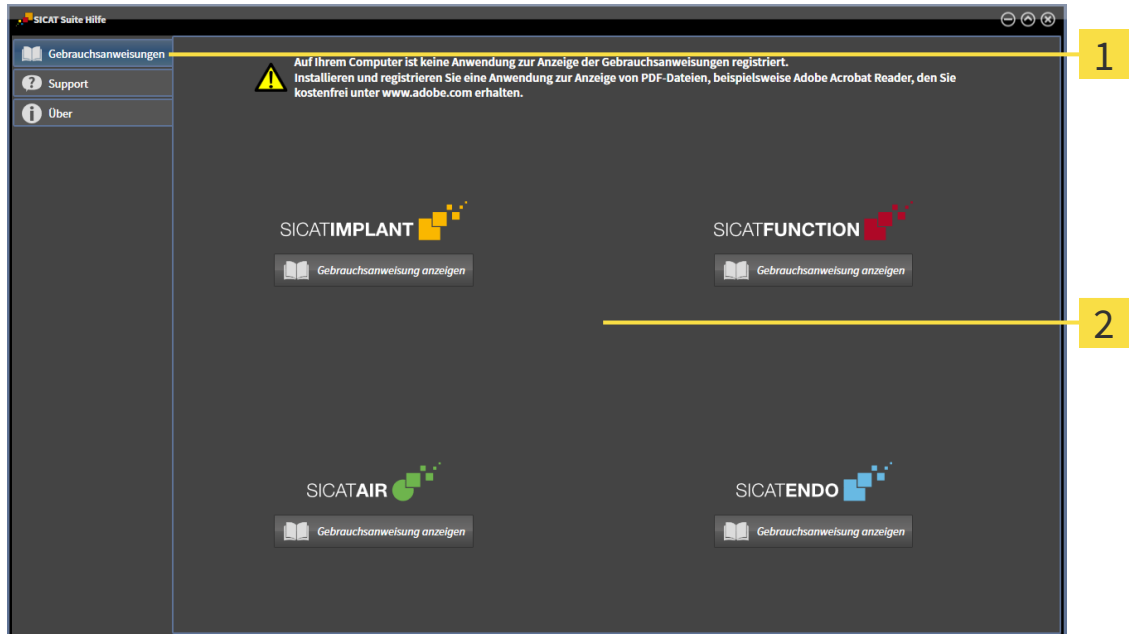 SICAT Suite Hilfe
Gebrauchsanweisungen
1
Support
Über
Auf Ihrem Computer ist keine Anwendung zur Anzeige der Gebrauchsanweisungen registriert.
Installieren und registrieren Sie eine Anwendung zur Anzeige von PDF-Dateien, beispielsweise Adobe Acrobat Reader, den Sie
kostenfrei unter www.adobe.com erhalten.
SICATIMPLANT
SICATFUNCTION
Gebrauchsanweisung anzeigen
Gebrauchsanweisung anzeigen
2
SICATAIR
SICATENDO
Gebrauchsanweisung anzeigen
Gebrauchsanweisung anzeigen